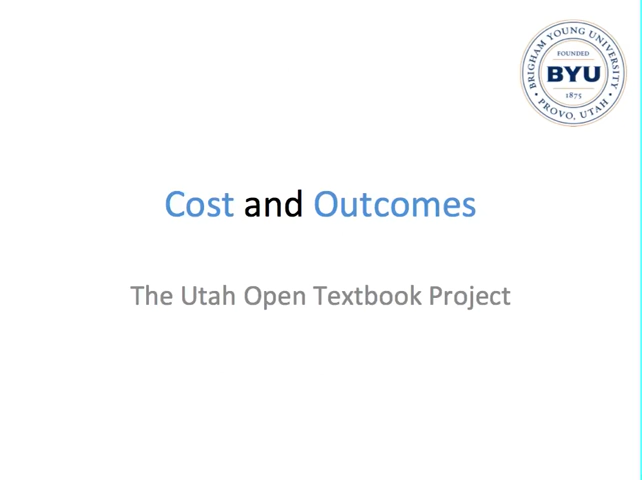 BRIGHAM YOUNG UNIVERSITY
FOUNDED
BYU
1875
PROVO, UTAH
Cost and Outcomes
The Utah Open Textbook Project